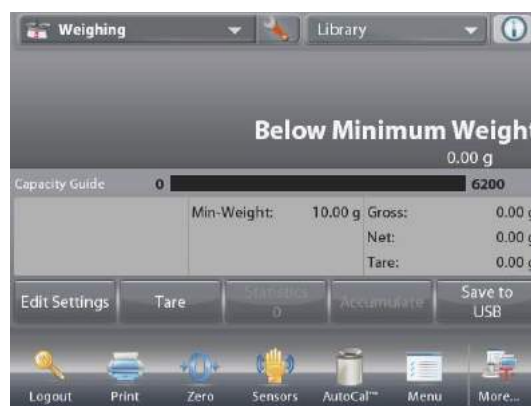 Weighing Library
Below Minimum Weight
0.00 g
Capacity Guide 0 6200
Min-Weight: 10.00 g Gross: 0.00 g
Net: 0.00 g
Tare: 0.00 g
Edit Settings Tare Statistics 0 Accumulate Save to USB
Logout Print Zero Sensors AutoCal™ Menu More...